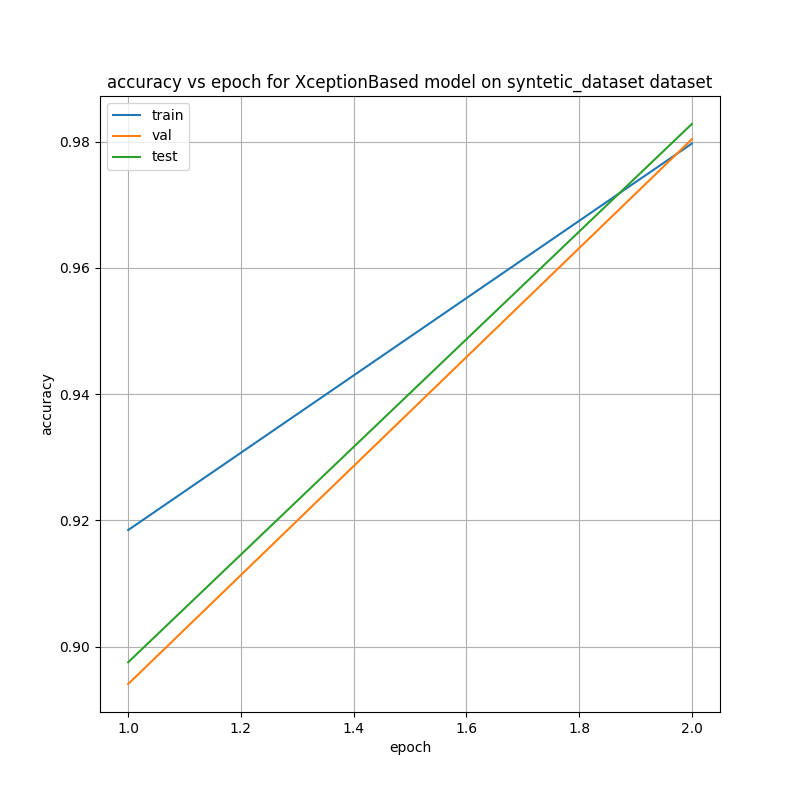 accuracy vs epoch for XceptionBased model on syntetic_dataset dataset
train
val
test
0.98
0.96
0.94
0.92
0.90
accuracy
1.0 1.2 1.4 1.6 1.8 2.0
epoch